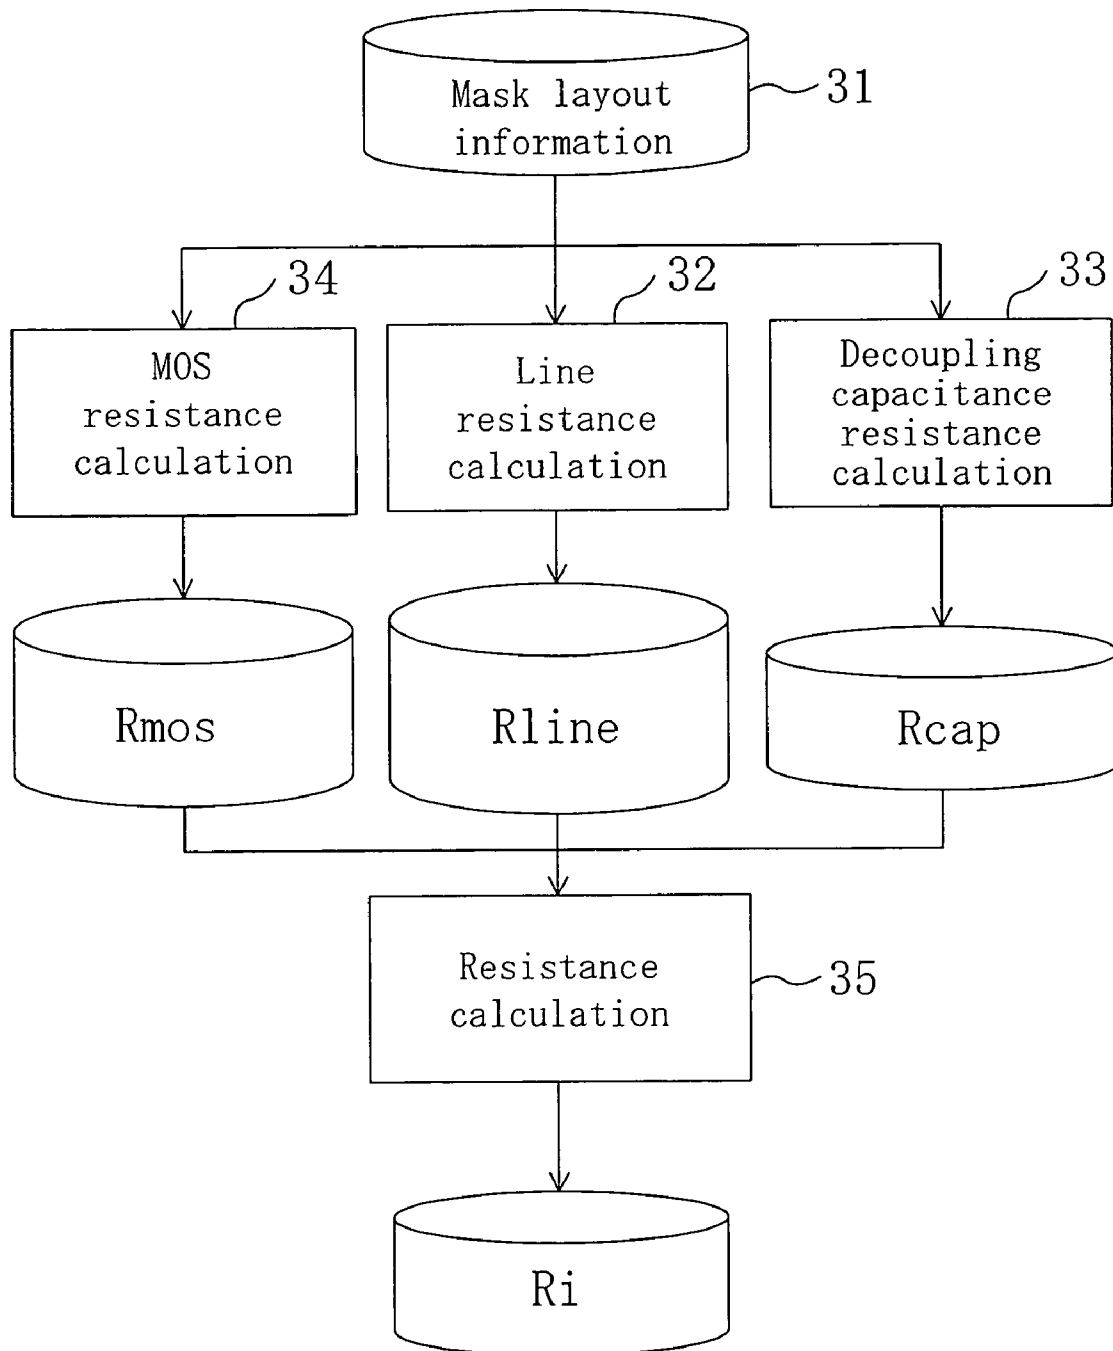 Mask layout
information
31
34
32
33
MOS
resistance
calculation
Line
resistance
calculation
Decoupling
capacitance
resistance
calculation
Rmos
Rline
Rcap
Resistance
calculation
35
Ri